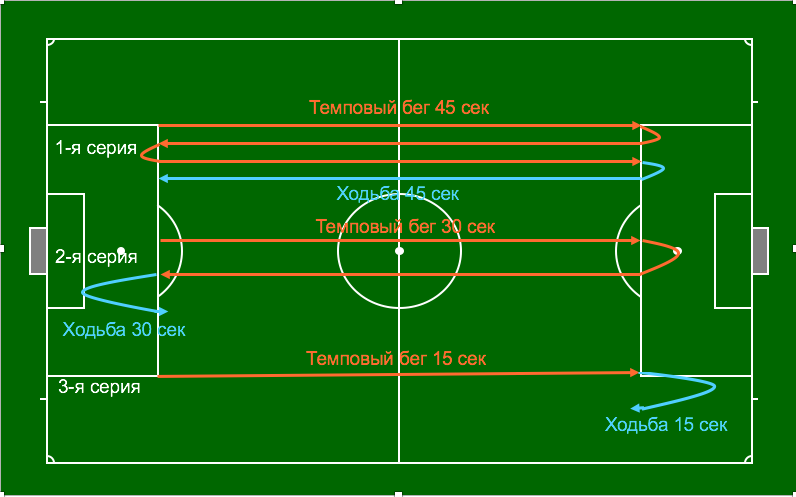 Темповый бег 45 сек
1-я серия
Ходьба 45 сек
Темповый бег 30 сек
2-я серия
Ходьба 30 сек
Темповый бег 15 сек
3-я серия
Ходьба 15 сек